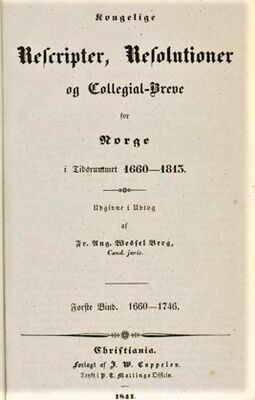 Kongelige
Rescripter, Resolutioner
og Collegial-Breve
for
Norge
i Tidsrummet 1660—1813.
Udgivne i Udtog
af
Fr. Aug. Wessel Berg,
Cand. juris.
Første Bind. 1660—1746.
Christiania.
Forlagt af J. W. Cappelen.
Trykt i P. T. Mallings Officin.
1841.